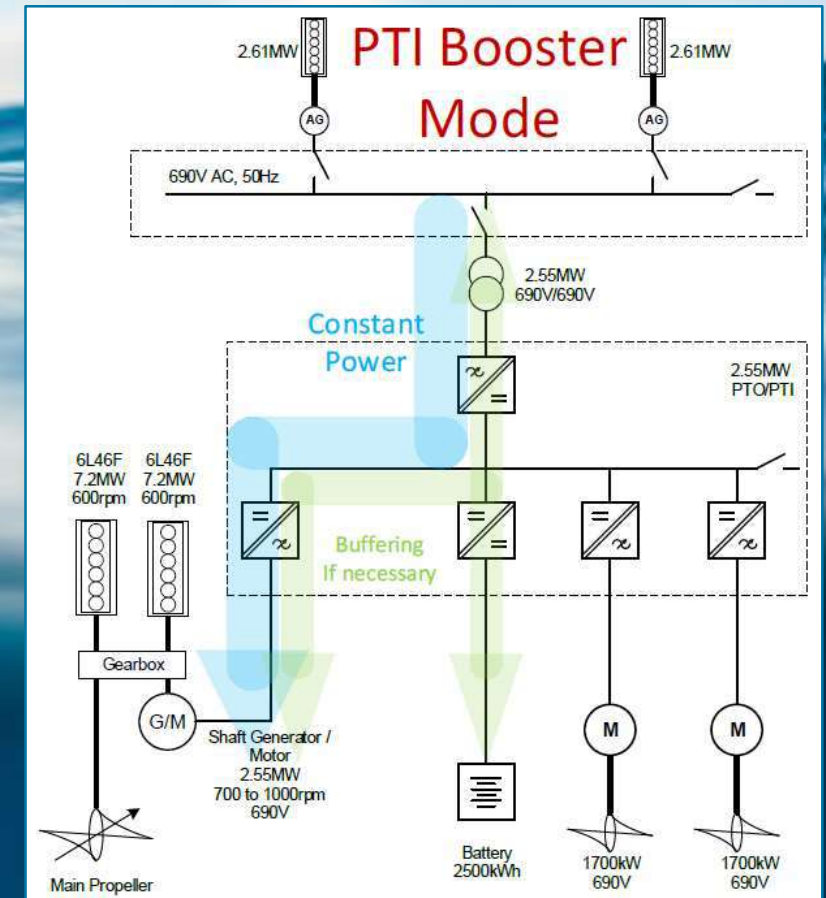 PTI Booster
Mode
2.61MW
2.61MW
AG
AG
690V AC, 50Hz
2.55MW
690V/690V
Constant
Power
2.55MW
PTO/PTI
6L46F
7.2MW
600rpm
6L46F
7.2MW
600rpm
Buffering
If necessary
Gearbox
G/M
Shaft Generator /
Motor
2.55MW
700 to 1000rpm
690V
M
M
Main Propeller
Battery
2500kWh
1700kW
690V
1700kW
690V